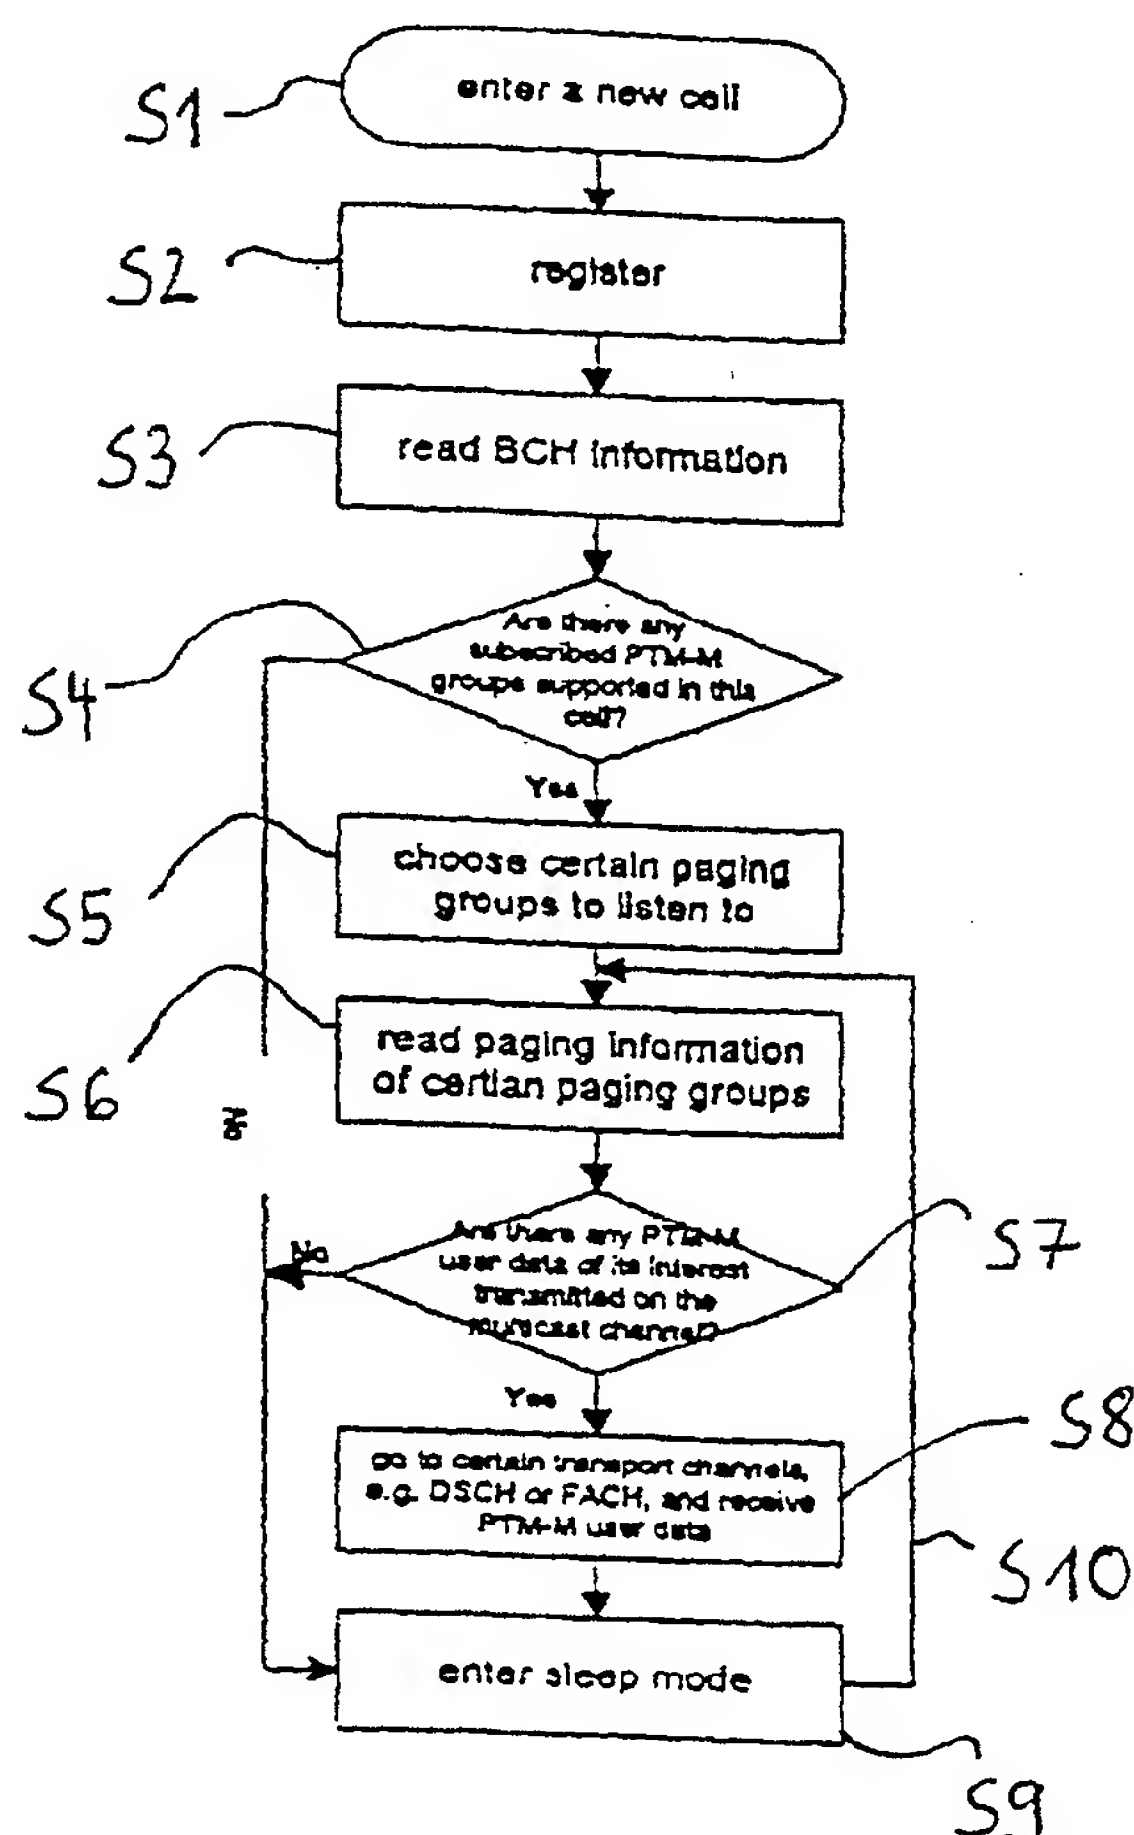 S1
enter a new cell
S2
register
S3
read BCH information
S4
Are there any
subscribed PTM-M
groups supported in this
cell?
Yes
S5
choose certain paging
groups to listen to
S6
read paging information
of certian paging groups
No
S7
Are there any PTM-M
user data of its interest
transmitted on the
multicast channel?
No
Yes
S8
go to certain transport channels,
e.g. DSCH or FACH, and receive
PTM-M user data
S10
enter sleep mode
S9